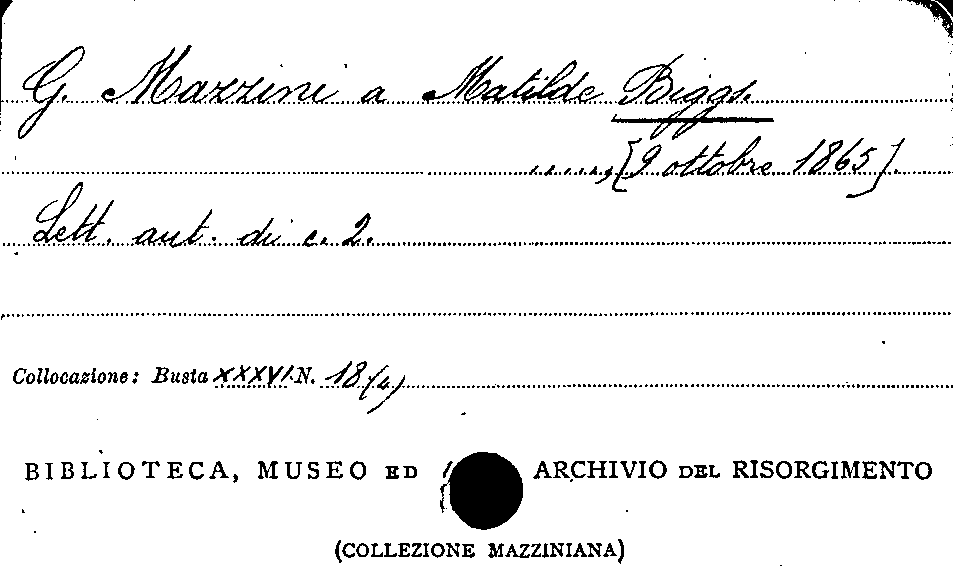 G. Mazzini a Matilde Biggs.
....., [9 ottobre 1865].
Lett. aut. di c. 2.
Collocazione: Busta XXXVI N. 18(4)
BIBLIOTECA, MUSEO ED ARCHIVIO DEL RISORGIMENTO
(COLLEZIONE MAZZINIANA)